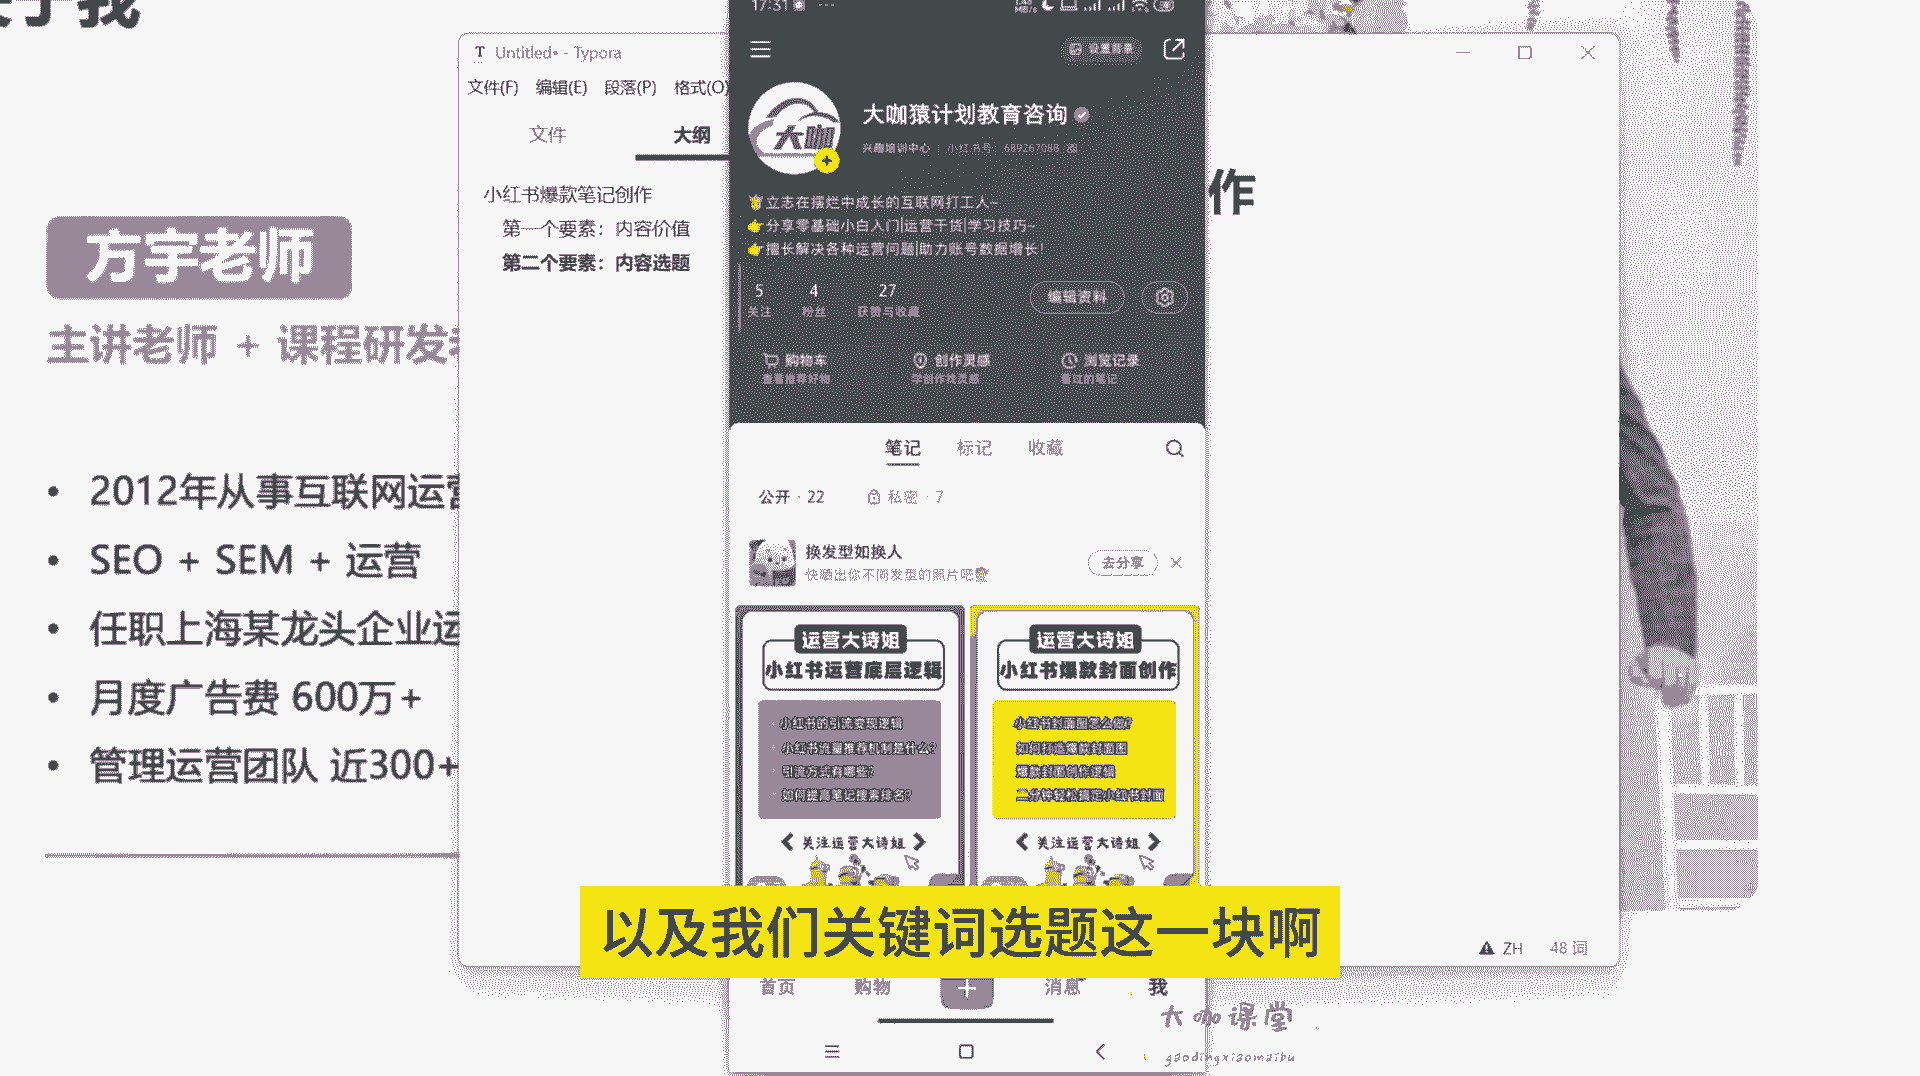 关于我
方宇老师
主讲老师 + 课程研发
2012年从事互联网运营
SEO + SEM + 运营
任职上海某龙头企业运
月度广告费 600万+
管理运营团队 近300+
Untitled• - Typora
文件(F) 编辑(E) 段落(P) 格式(O)
文件 大纲
小红书爆款笔记创作
第一个要素：内容价值
第二个要素：内容选题
作
17:31
设置背景
大咖猿计划教育咨询
兴趣培训中心 | 小红书号：689267088
立志在摆烂中成长的互联网打工人~
分享零基础小白入门|运营干货|学习技巧~
擅长解决各种运营问题|助力账号数据增长！
5 4 27
关注 粉丝 获赞与收藏
编辑资料
购物车 创作灵感 浏览记录
查看推荐好物 学创作找灵感 看过的笔记
笔记 标记 收藏
公开 · 22 私密 · 7
换发型如换人
快晒出你不同发型的照片吧
去分享
运营大诗姐
小红书运营底层逻辑
小红书的引流变现逻辑
小红书流量推荐机制是什么？
引流方式有哪些？
如何提高笔记搜索排名？
关注运营大诗姐
运营大诗姐
小红书爆款封面创作
小红书封面图怎么做？
如何打造爆款封面图
爆款封面创作逻辑
二分钟轻松搞定小红书封面
关注运营大诗姐
以及我们关键词选题这一块啊
首页 购物 消息 我
ZH 48 词
大咖课堂
gaodingxiaomaibu